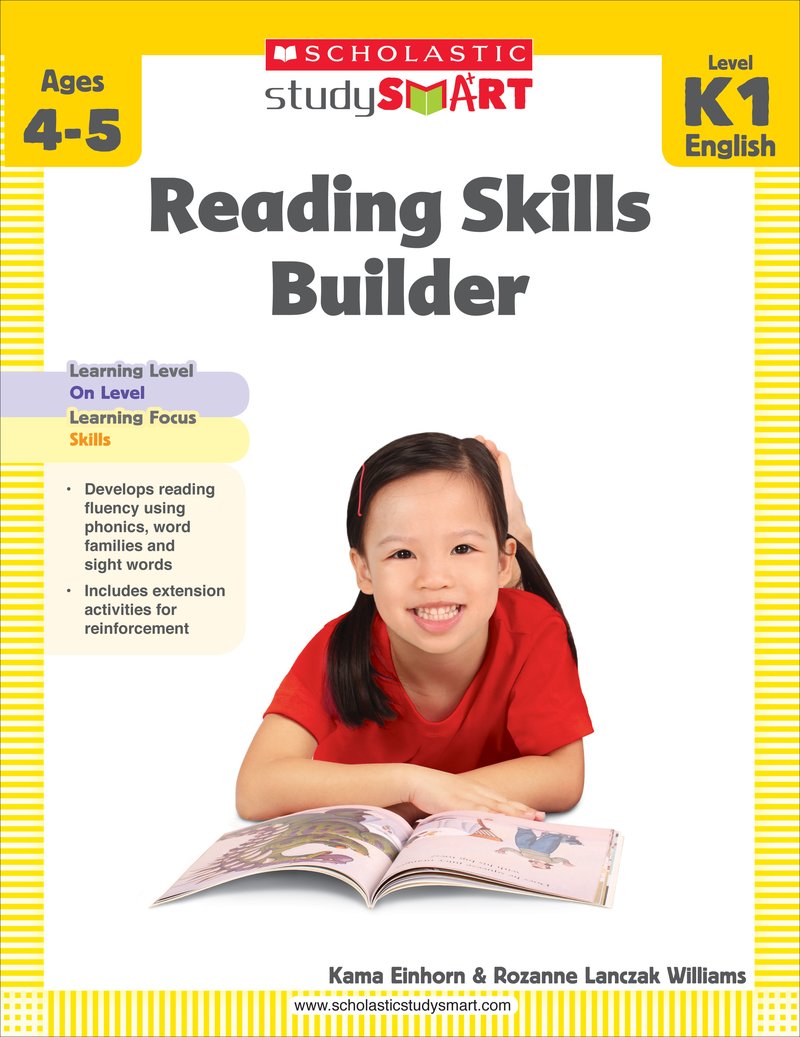 SCHOLASTIC
studySMA+RT
Ages
4-5
Level
K1
English
Reading Skills
Builder
Learning Level
On Level
Learning Focus
Skills
• Develops reading
fluency using
phonics, word
families and
sight words
• Includes extension
activities for
reinforcement
Kama Einhorn & Rozanne Lanczak Williams
www.scholasticstudysmart.com